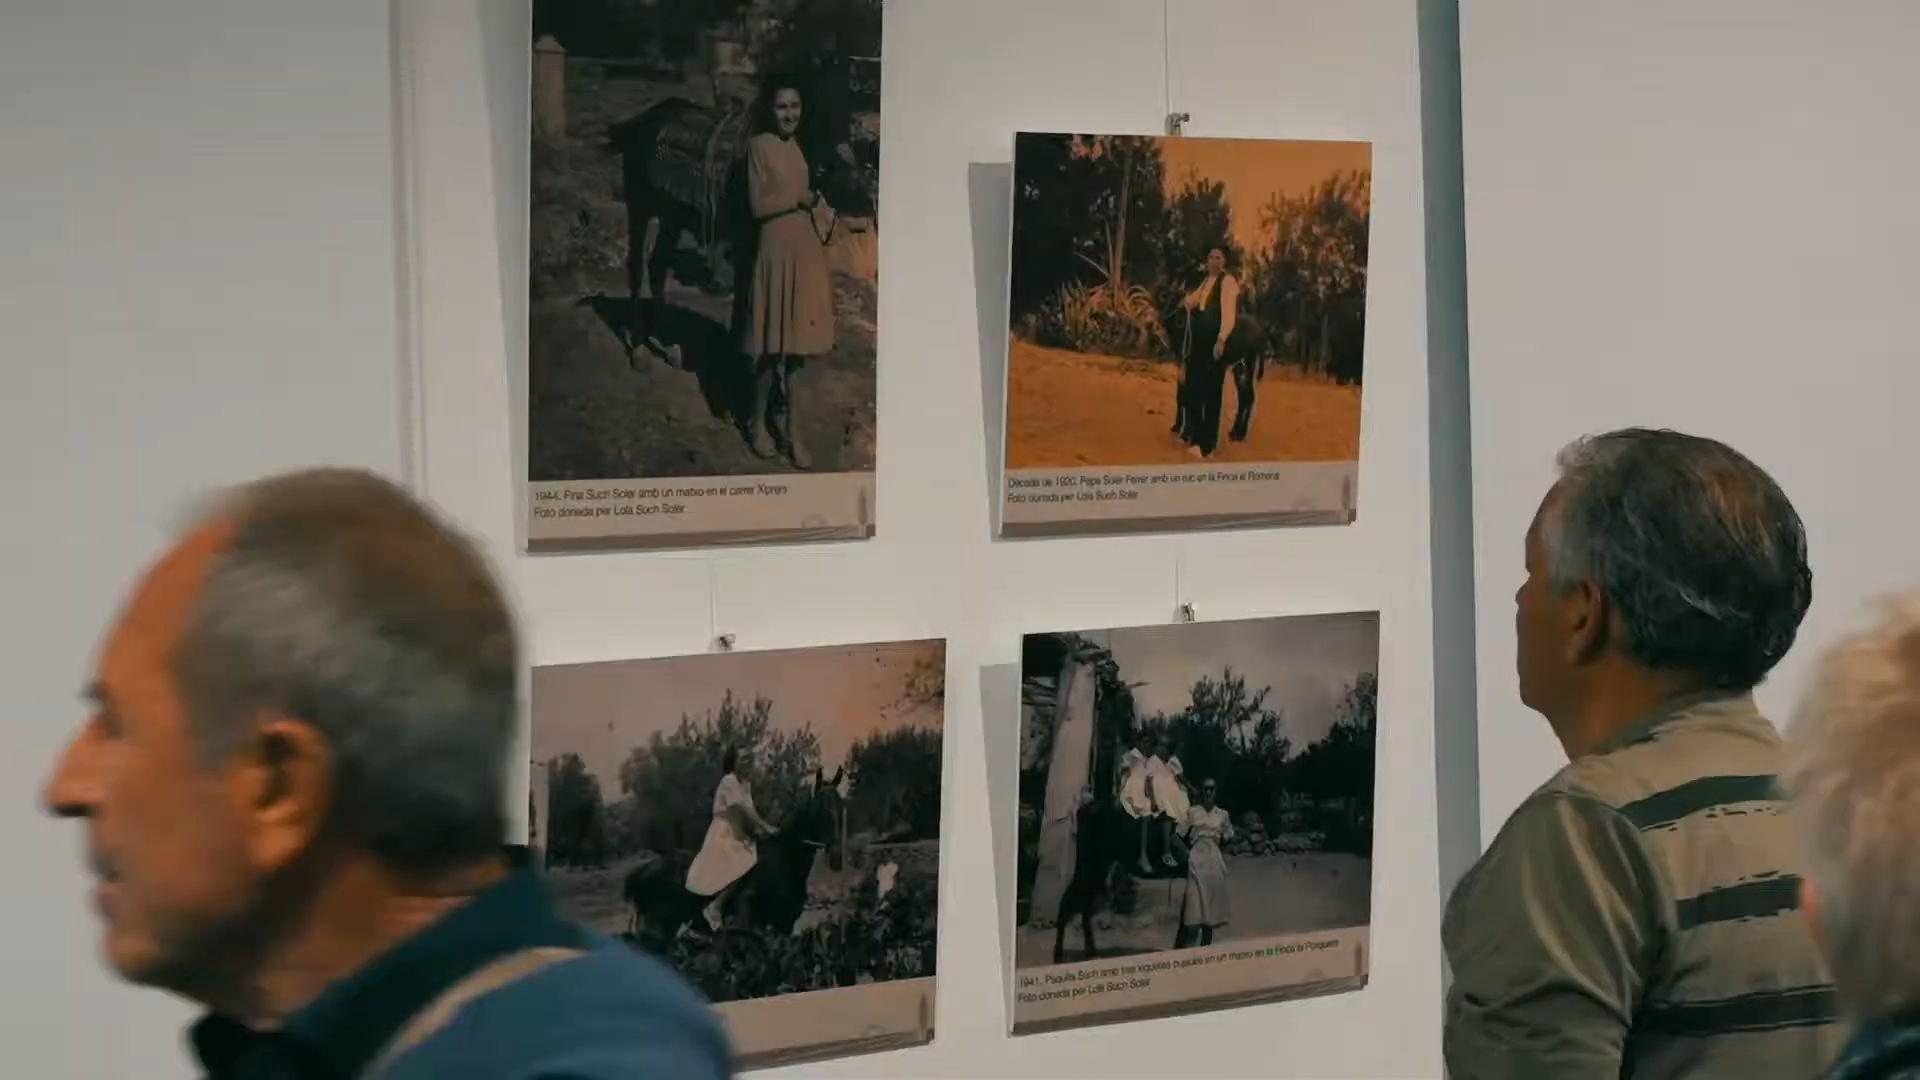 1944. Fina Such Soler amb un matxo en el carrer Xiprers
Foto donada per Lola Such Soler
Dècada de 1920. Pepe Soler Ferrer amb un ruc en la Finca el Romeral
Foto donada per Lola Such Soler
1941. Paquita Such amb tres xiquetes pujades en un matxo en la Finca la Porquera
Foto donada per Lola Such Soler